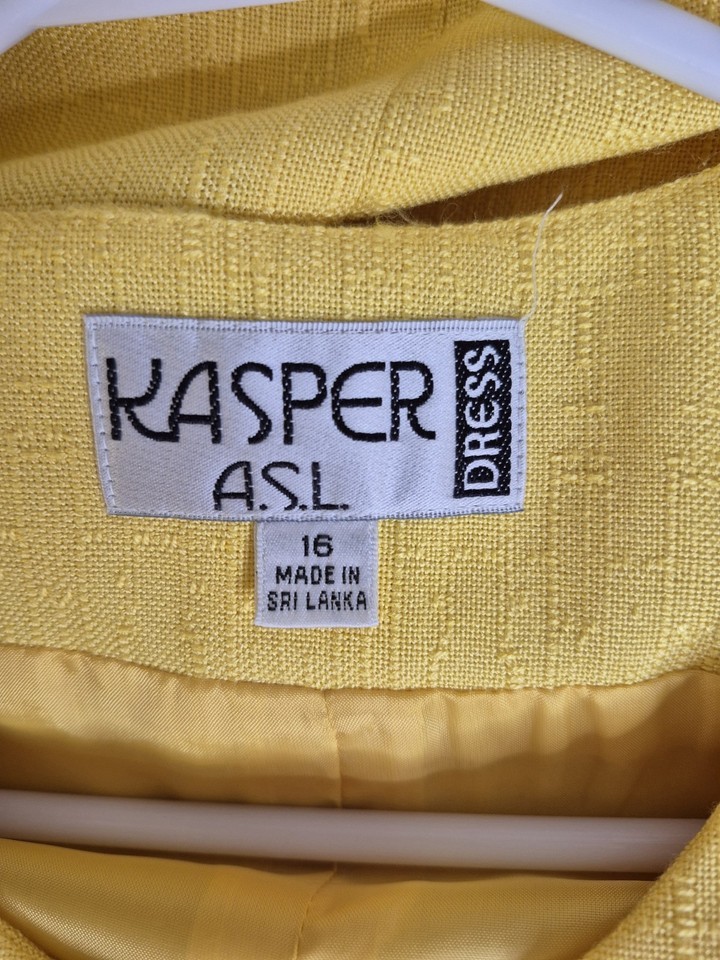 KASPER DRESS
A.S.L.
16
MADE IN
SRI LANKA